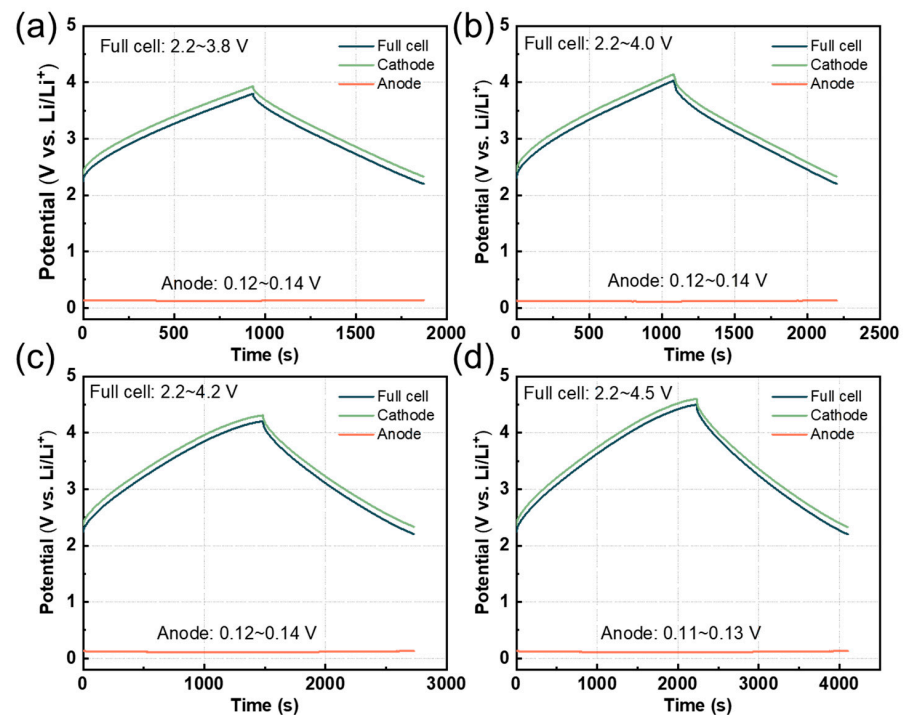 (a)
Full cell: 2.2~3.8 V
Full cell
Cathode
Anode
Anode: 0.12~0.14 V
5
4
3
2
1
0
Potential (V vs. Li/Li⁺)
0 500 1000 1500 2000
Time (s)
(b)
Full cell: 2.2~4.0 V
Full cell
Cathode
Anode
Anode: 0.12~0.14 V
5
4
3
2
1
0
Potential (V vs. Li/Li⁺)
0 500 1000 1500 2000 2500
Time (s)
(c)
Full cell: 2.2~4.2 V
Full cell
Cathode
Anode
Anode: 0.12~0.14 V
5
4
3
2
1
0
Potential (V vs. Li/Li⁺)
0 1000 2000 3000
Time (s)
(d)
Full cell: 2.2~4.5 V
Full cell
Cathode
Anode
Anode: 0.11~0.13 V
5
4
3
2
1
0
Potential (V vs. Li/Li⁺)
0 1000 2000 3000 4000
Time (s)